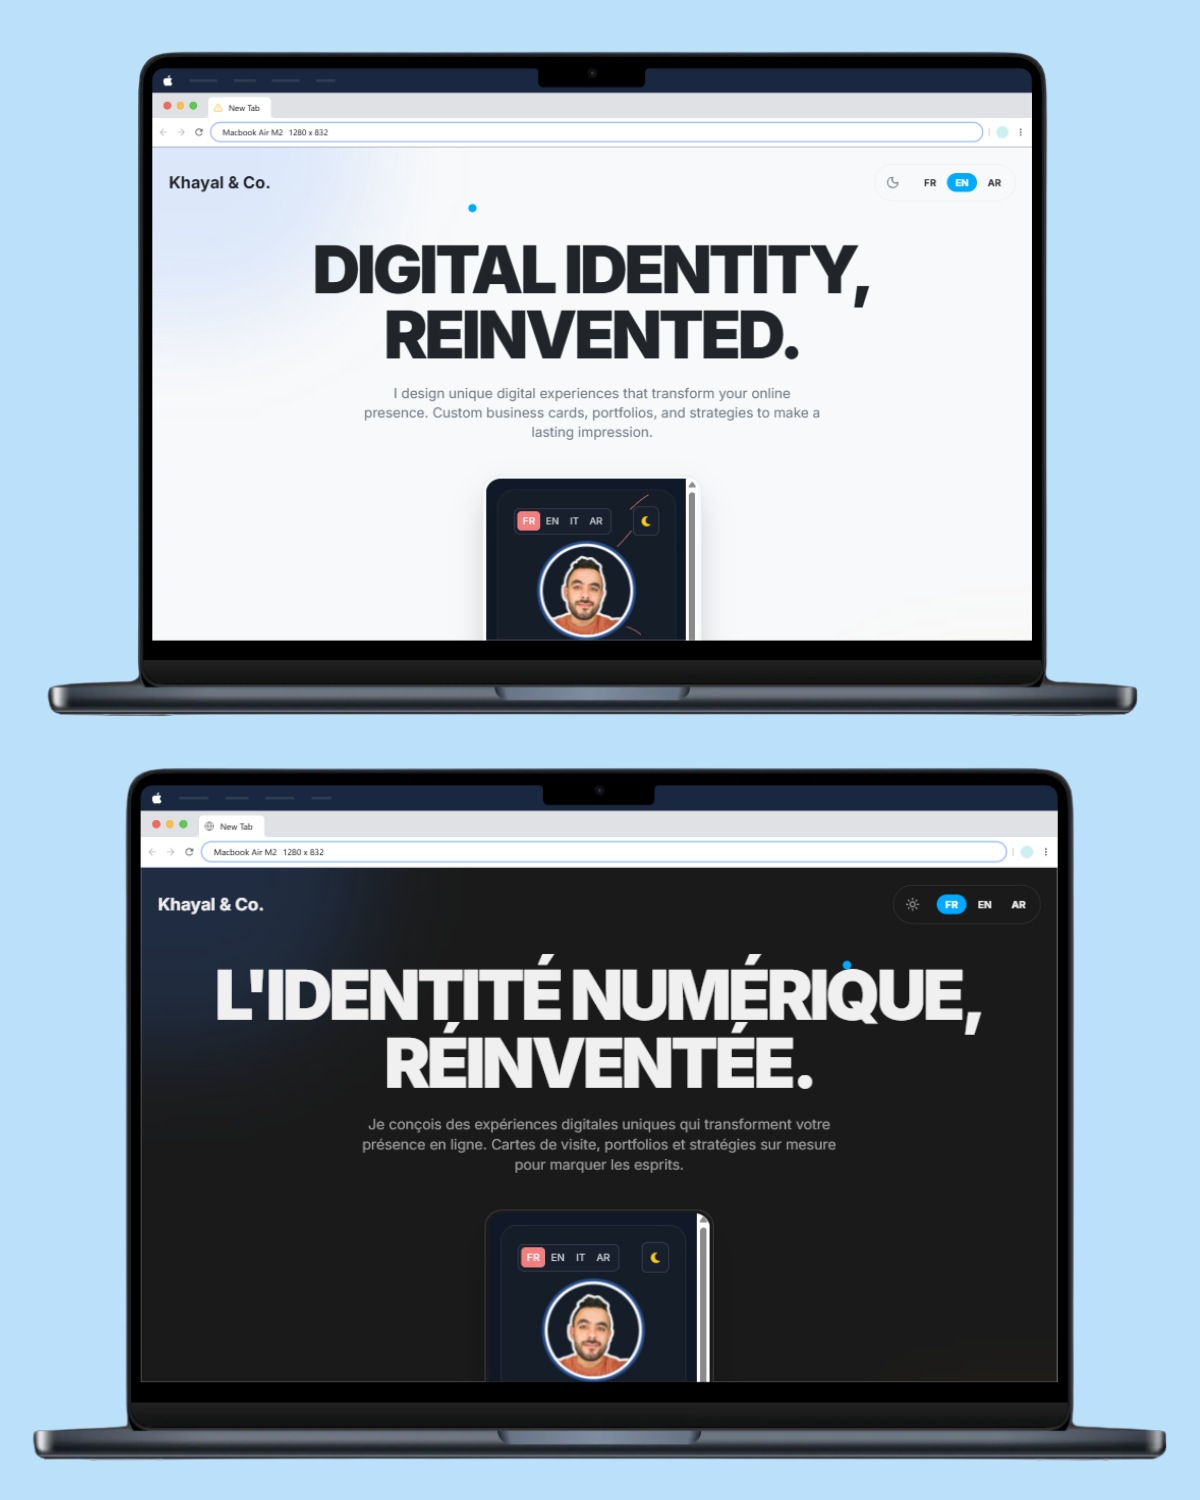 New Tab
Macbook Air M2 1280 x 832
Khayal & Co.
FR EN AR
DIGITAL IDENTITY,
REINVENTED.
I design unique digital experiences that transform your online
presence. Custom business cards, portfolios, and strategies to make a
lasting impression.
FR EN IT AR
New Tab
Macbook Air M2 1280 x 832
Khayal & Co.
FR EN AR
L'IDENTITÉ NUMÉRIQUE,
RÉINVENTÉE.
Je conçois des expériences digitales uniques qui transforment votre
présence en ligne. Cartes de visite, portfolios et stratégies sur mesure
pour marquer les esprits.
FR EN IT AR